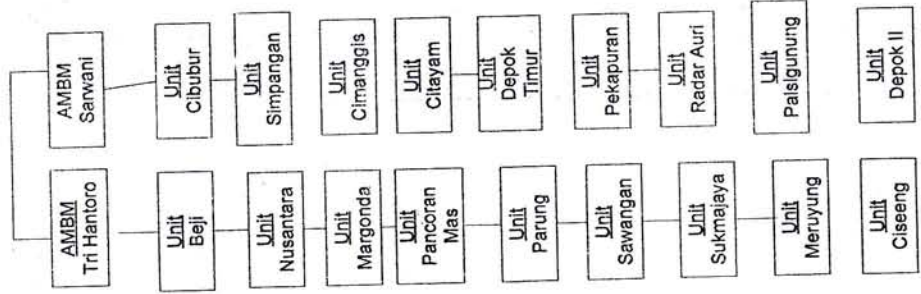 AMBM
Tri Hantoro
Unit
Beji
Unit
Nusantara
Unit
Margonda
Unit
Pancoran
Mas
Unit
Parung
Unit
Sawangan
Unit
Sukmajaya
Unit
Meruyung
Unit
Ciseeng
AMBM
Sarwani
Unit
Cibubur
Unit
Simpangan
Unit
Cimanggis
Unit
Citayam
Unit
Depok
Timur
Unit
Pekapuran
Unit
Radar Auri
Unit
Palsigunung
Unit
Depok II